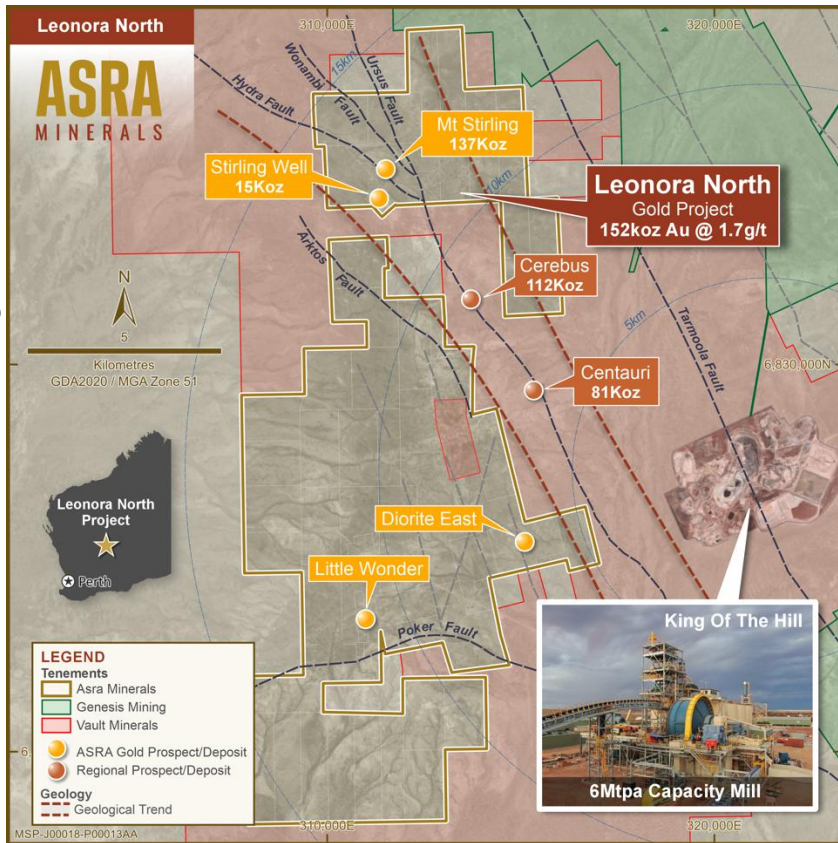 Leonora North
ASRA
MINERALS
310,000E
320,000E
15km
Ursus Fault
Wonambi Fault
Hydra Fault
Mt Stirling
137Koz
Stirling Well
15Koz
10km
Leonora North
Gold Project
152koz Au @ 1.7g/t
Arktos Fault
Cerebus
112Koz
5km
Tarmoola Fault
N
5
Kilometres
GDA2020 / MGA Zone 51
6,830,000N
Centauri
81Koz
Leonora North
Project
Perth
Diorite East
Little Wonder
Poker Fault
King Of The Hill
6Mtpa Capacity Mill
LEGEND
Tenements
Asra Minerals
Genesis Mining
Vault Minerals
ASRA Gold Prospect/Deposit
Regional Prospect/Deposit
Geology
Geological Trend
MSP-J00018-P00013AA
6,
310,000E
320,000E